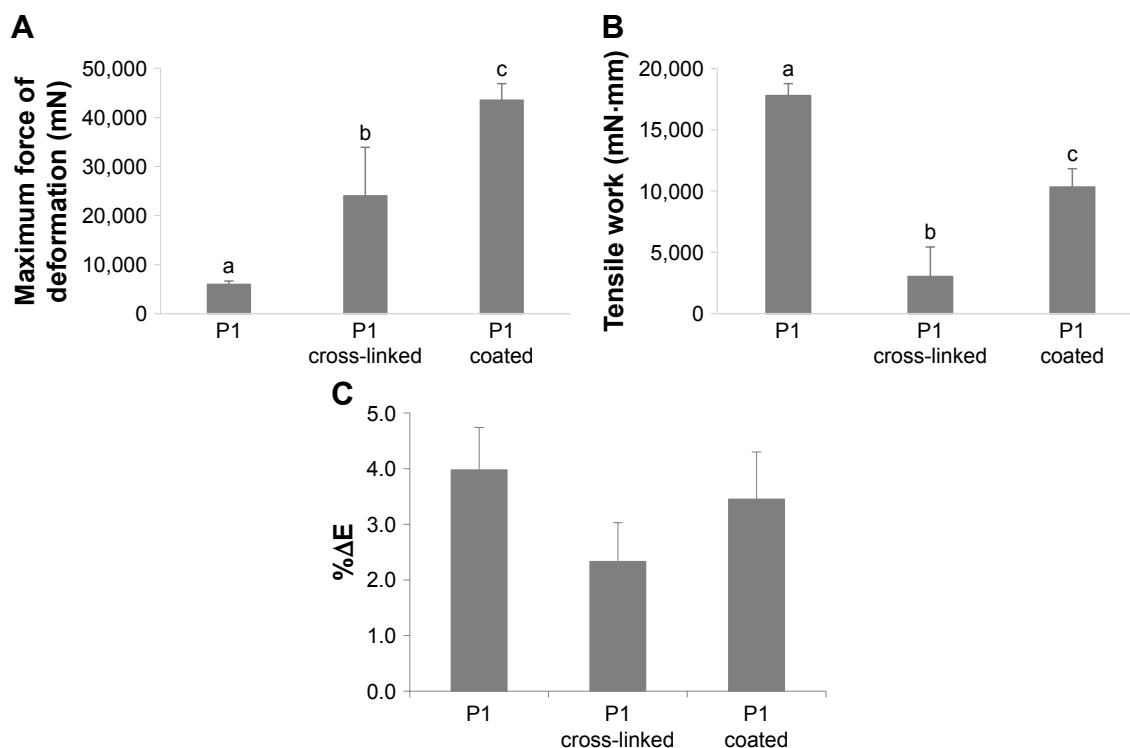 A
Maximum force of
deformation (mN)
50,000
40,000
30,000
20,000
10,000
0
a
b
c
P1
P1
cross-linked
P1
coated
B
Tensile work (mN·mm)
20,000
15,000
10,000
5,000
0
a
b
c
P1
P1
cross-linked
P1
coated
C
%ΔE
5.0
4.0
3.0
2.0
1.0
0.0
P1
P1
cross-linked
P1
coated